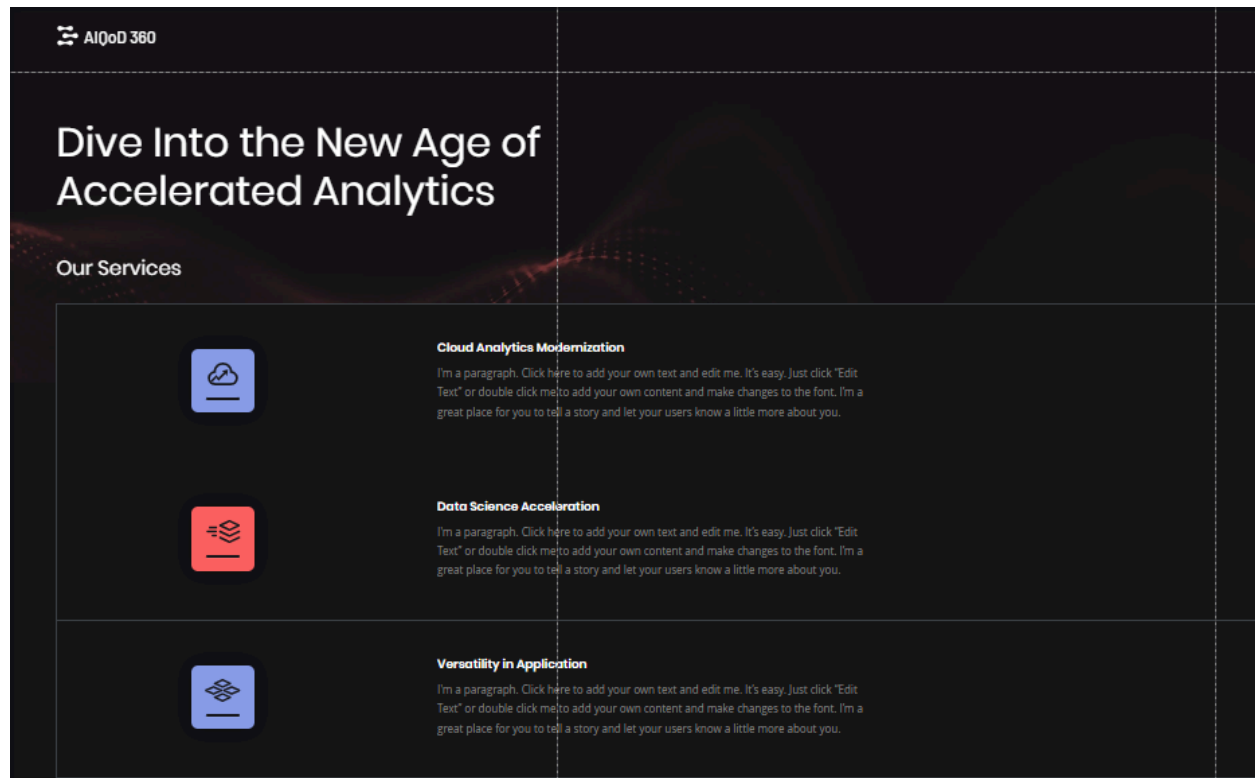 AIQoD 360
Dive Into the New Age of
Accelerated Analytics
Our Services
Cloud Analytics Modernization
I'm a paragraph. Click here to add your own text and edit me. It's easy. Just click "Edit
Text" or double click me to add your own content and make changes to the font. I'm a
great place for you to tell a story and let your users know a little more about you.
Data Science Acceleration
I'm a paragraph. Click here to add your own text and edit me. It's easy. Just click "Edit
Text" or double click me to add your own content and make changes to the font. I'm a
great place for you to tell a story and let your users know a little more about you.
Versatility in Application
I'm a paragraph. Click here to add your own text and edit me. It's easy. Just click "Edit
Text" or double click me to add your own content and make changes to the font. I'm a
great place for you to tell a story and let your users know a little more about you.